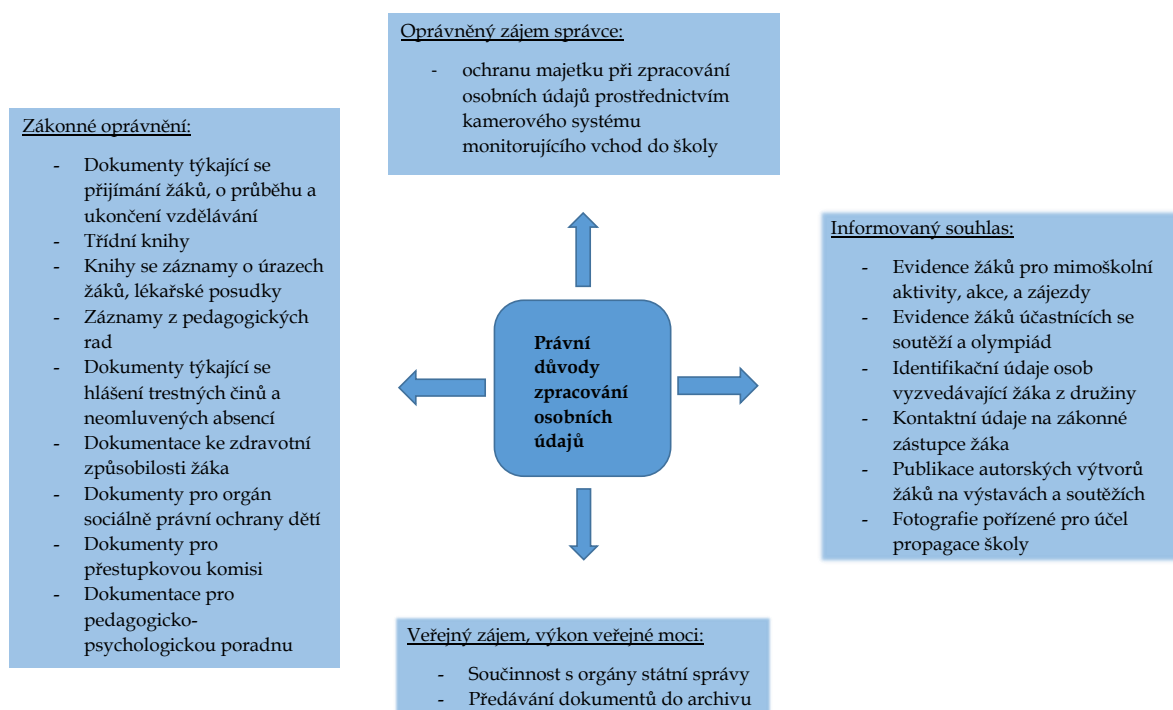 Oprávněný zájem správce:
- ochranu majetku při zpracování
osobních údajů prostřednictvím
kamerového systému
monitorujícího vchod do školy
Zákonné oprávnění:
- Dokumenty týkající se
přijímání žáků, o průběhu a
ukončení vzdělávání
- Třídní knihy
- Knihy se záznamy o úrazech
žáků, lékařské posudky
- Záznamy z pedagogických
rad
- Dokumenty týkající se
hlášení trestných činů a
neomluvených absencí
- Dokumentace ke zdravotní
způsobilosti žáka
- Dokumenty pro orgán
sociálně právní ochrany dětí
- Dokumenty pro
přestupkovou komisi
- Dokumentace pro
pedagogicko-
psychologickou poradnu
Právní
důvody
zpracování
osobních
údajů
Informovaný souhlas:
- Evidence žáků pro mimoškolní
aktivity, akce, a zájezdy
- Evidence žáků účastnících se
soutěží a olympiád
- Identifikační údaje osob
vyzvedávající žáka z družiny
- Kontaktní údaje na zákonné
zástupce žáka
- Publikace autorských výtvorů
žáků na výstavách a soutěžích
- Fotografie pořízené pro účel
propagace školy
Veřejný zájem, výkon veřejné moci:
- Součinnost s orgány státní správy
- Předávání dokumentů do archivu